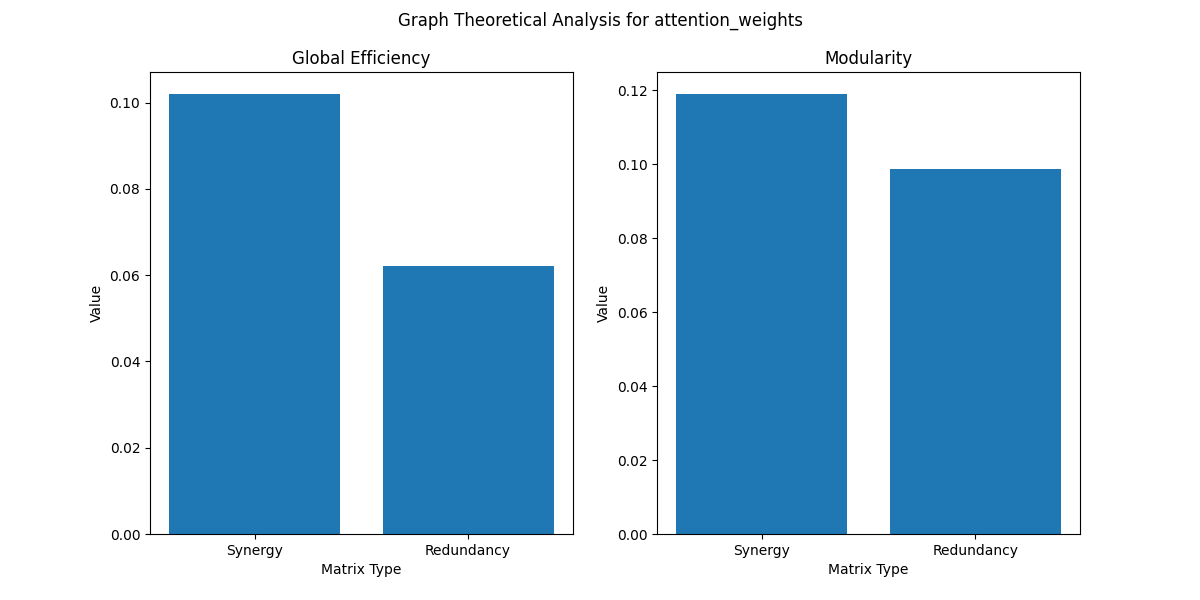 Graph Theoretical Analysis for attention_weights
Global Efficiency
0.10
0.08
0.06
0.04
0.02
0.00
Value
Synergy Redundancy
Matrix Type
Modularity
0.12
0.10
0.08
0.06
0.04
0.02
0.00
Value
Synergy Redundancy
Matrix Type